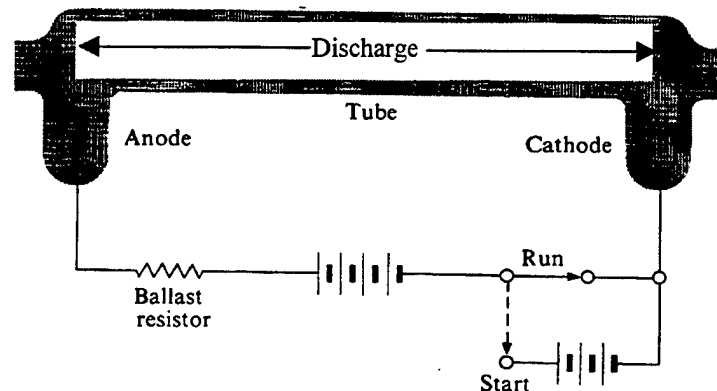 Discharge
Tube
Anode
Cathode
Run
Ballast
resistor
Start